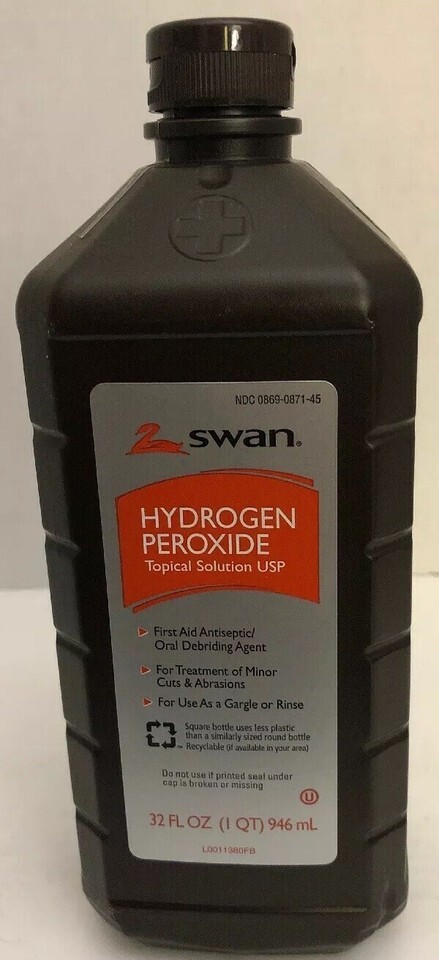 NDC 0869-0871-45
swan®
HYDROGEN
PEROXIDE
Topical Solution USP
First Aid Antiseptic/
Oral Debriding Agent
For Treatment of Minor
Cuts & Abrasions
For Use As a Gargle or Rinse
Square bottle uses less plastic
than a similarly sized round bottle
Recyclable (if available in your area)
Do not use if printed seal under
cap is broken or missing
U
32 FL OZ (1 QT) 946 mL
L0011380FB